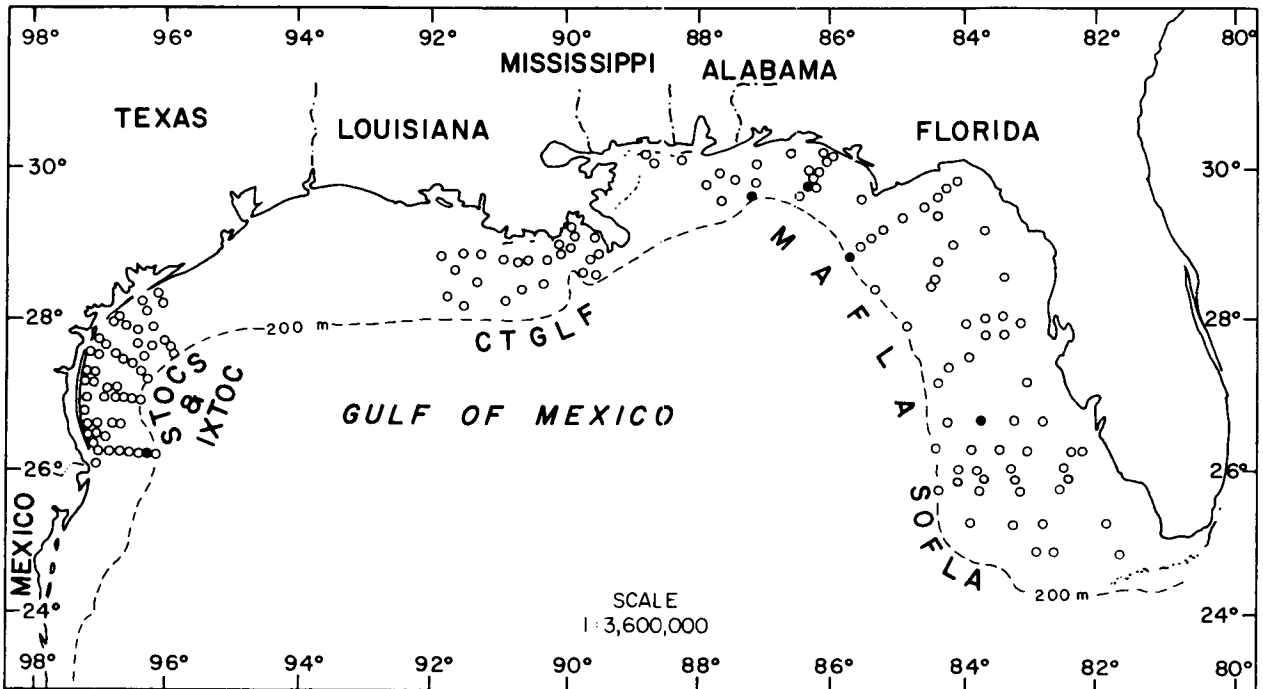 98° 96° 94° 92° 90° 88° 86° 84° 82° 80°
MISSISSIPPI
ALABAMA
TEXAS
LOUISIANA
FLORIDA
30° 30°
MAFLA
28° 28°
200 m
CTGLF
STOCS
&
IXTOC
GULF OF MEXICO
26° 26°
MEXICO
SOFLA
200 m
24° 24°
SCALE
1:3,600,000
98° 96° 94° 92° 90° 88° 86° 84° 82° 80°